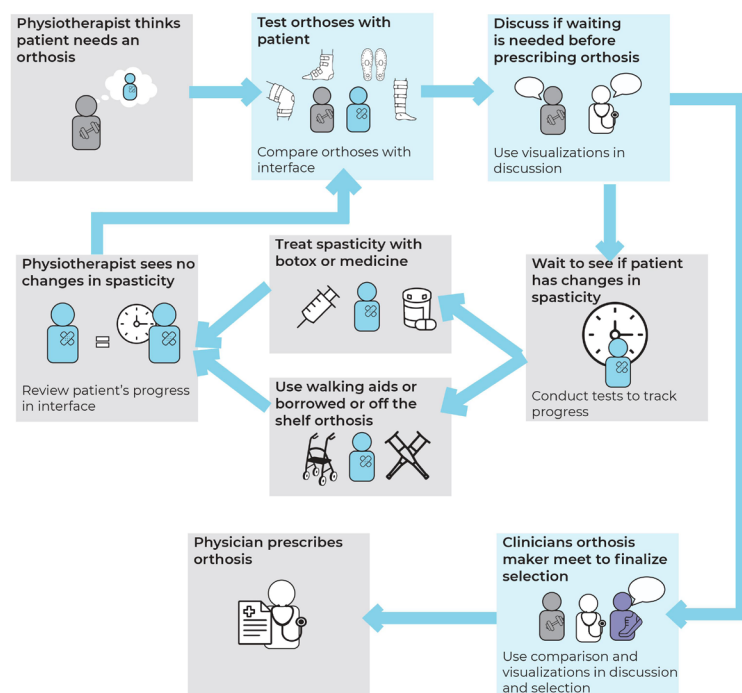 Physiotherapist thinks
patient needs an
orthosis
Test orthoses with
patient
Compare orthoses with
interface
Discuss if waiting
is needed before
prescribing orthosis
Use visualizations in
discussion
Physiotherapist sees no
changes in spasticity
Review patient's progress
in interface
Treat spasticity with
botox or medicine
Use walking aids or
borrowed or off the
shelf orthosis
Wait to see if patient
has changes in
spasticity
Conduct tests to track
progress
Physician prescribes
orthosis
Clinicians orthosis
maker meet to finalize
selection
Use comparison and
visualizations in discussion
and selection